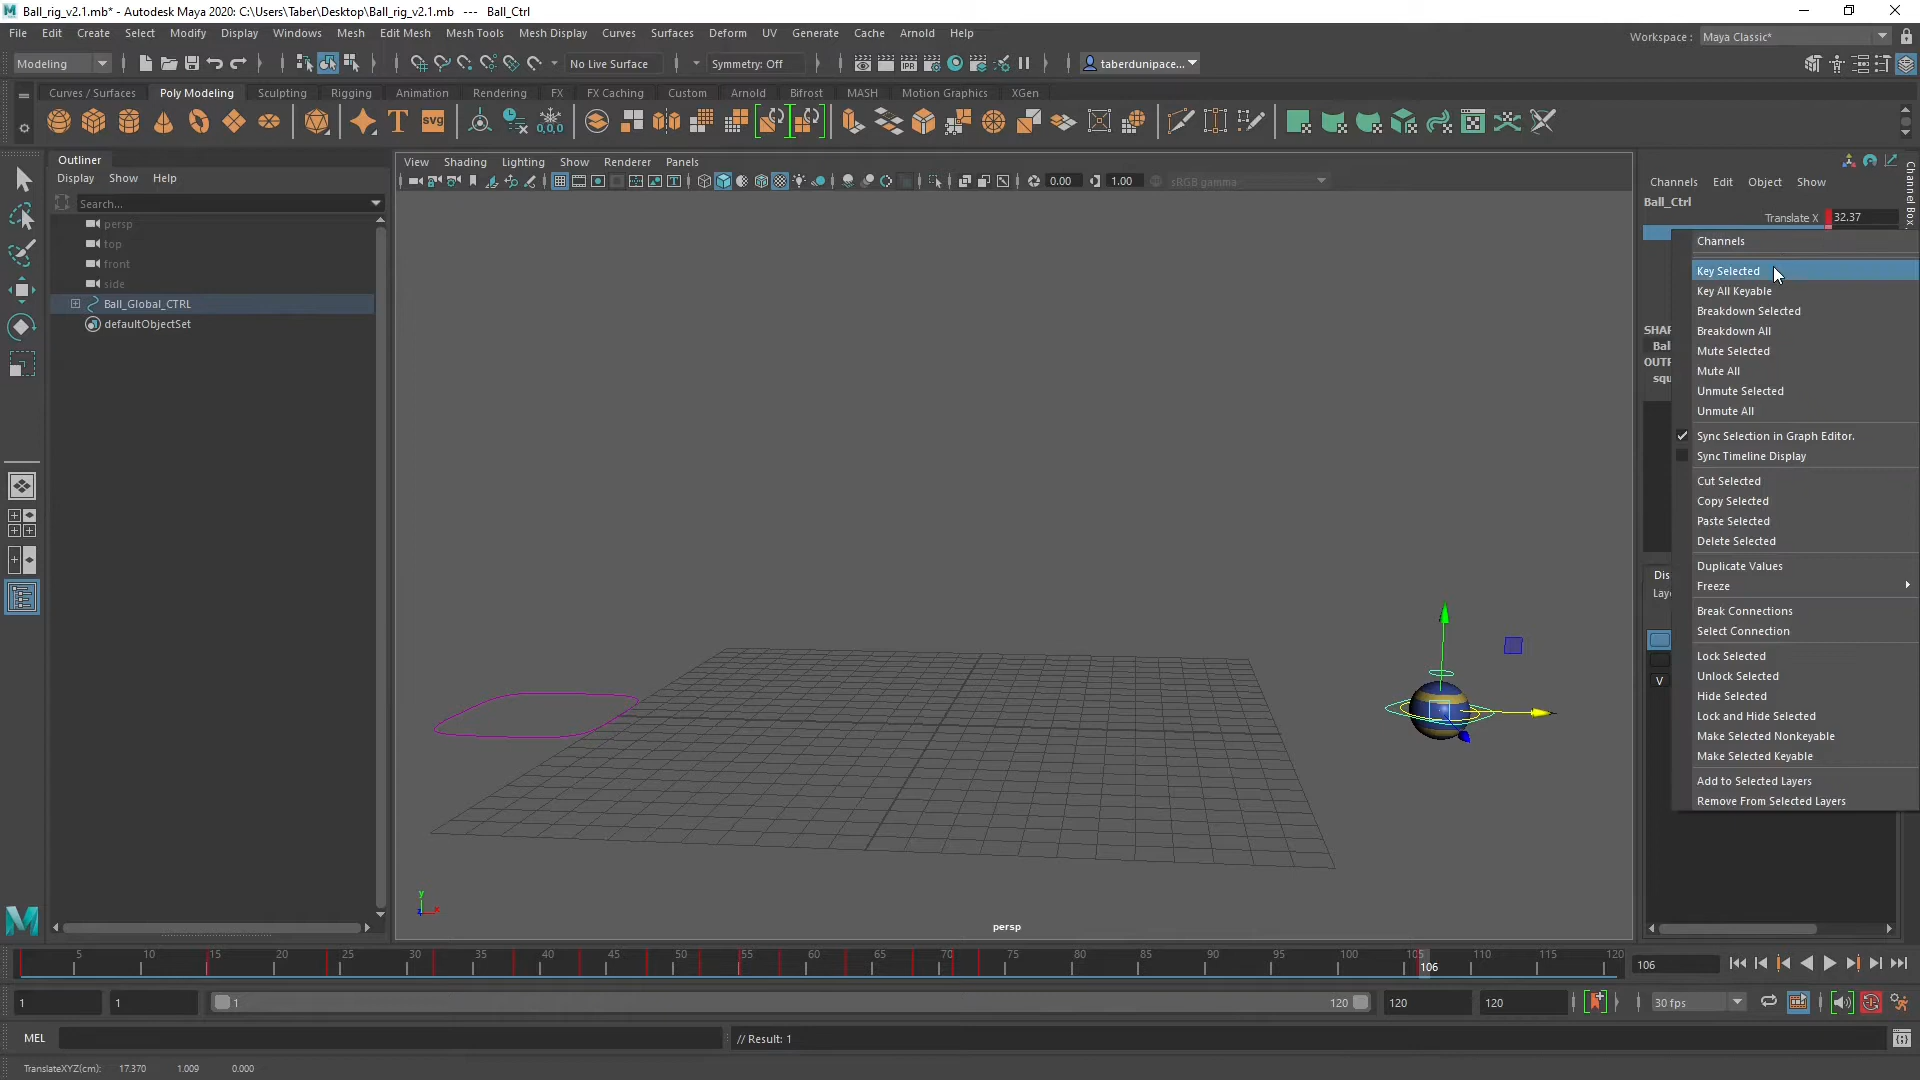 Ball_rig_v2.1.mb* - Autodesk Maya 2020: C:\Users\Taber\Desktop\Ball_rig_v2.1.mb --- Ball_Ctrl
File Edit Create Select Modify Display Windows Mesh Edit Mesh Mesh Tools Mesh Display Curves Surfaces Deform UV Generate Cache Arnold Help
Workspace : Maya Classic*
Modeling No Live Surface Symmetry: Off IPR taberdunipace...
Curves / Surfaces Poly Modeling Sculpting Rigging Animation Rendering FX FX Caching Custom Arnold Bifrost MASH Motion Graphics XGen
T svg 0,0,0
Outliner
Display Show Help
Search...
persp
top
front
side
Ball_Global_CTRL
defaultObjectSet
View Shading Lighting Show Renderer Panels
0.00 1.00 sRGB gamma
Channels Edit Object Show
Channel Box
Ball_Ctrl
Translate X 32.37
Channels
Key Selected
Key All Keyable
Breakdown Selected
Breakdown All
Mute Selected
Mute All
Unmute Selected
Unmute All
Sync Selection in Graph Editor.
Sync Timeline Display
Cut Selected
Copy Selected
Paste Selected
Delete Selected
Duplicate Values
Freeze
Break Connections
Select Connection
Lock Selected
Unlock Selected
Hide Selected
Lock and Hide Selected
Make Selected Nonkeyable
Make Selected Keyable
Add to Selected Layers
Remove From Selected Layers
SHAP
Bal
OUTF
squ
Dis
Laye
V
y
z x
persp
5 10 15 20 25 30 35 40 45 50 55 60 65 70 75 80 85 90 95 100 105 110 115 120
106
106
1 1 1 120 120 120 30 fps
MEL // Result: 1
TranslateXYZ(cm): 17.370 1.009 0.000